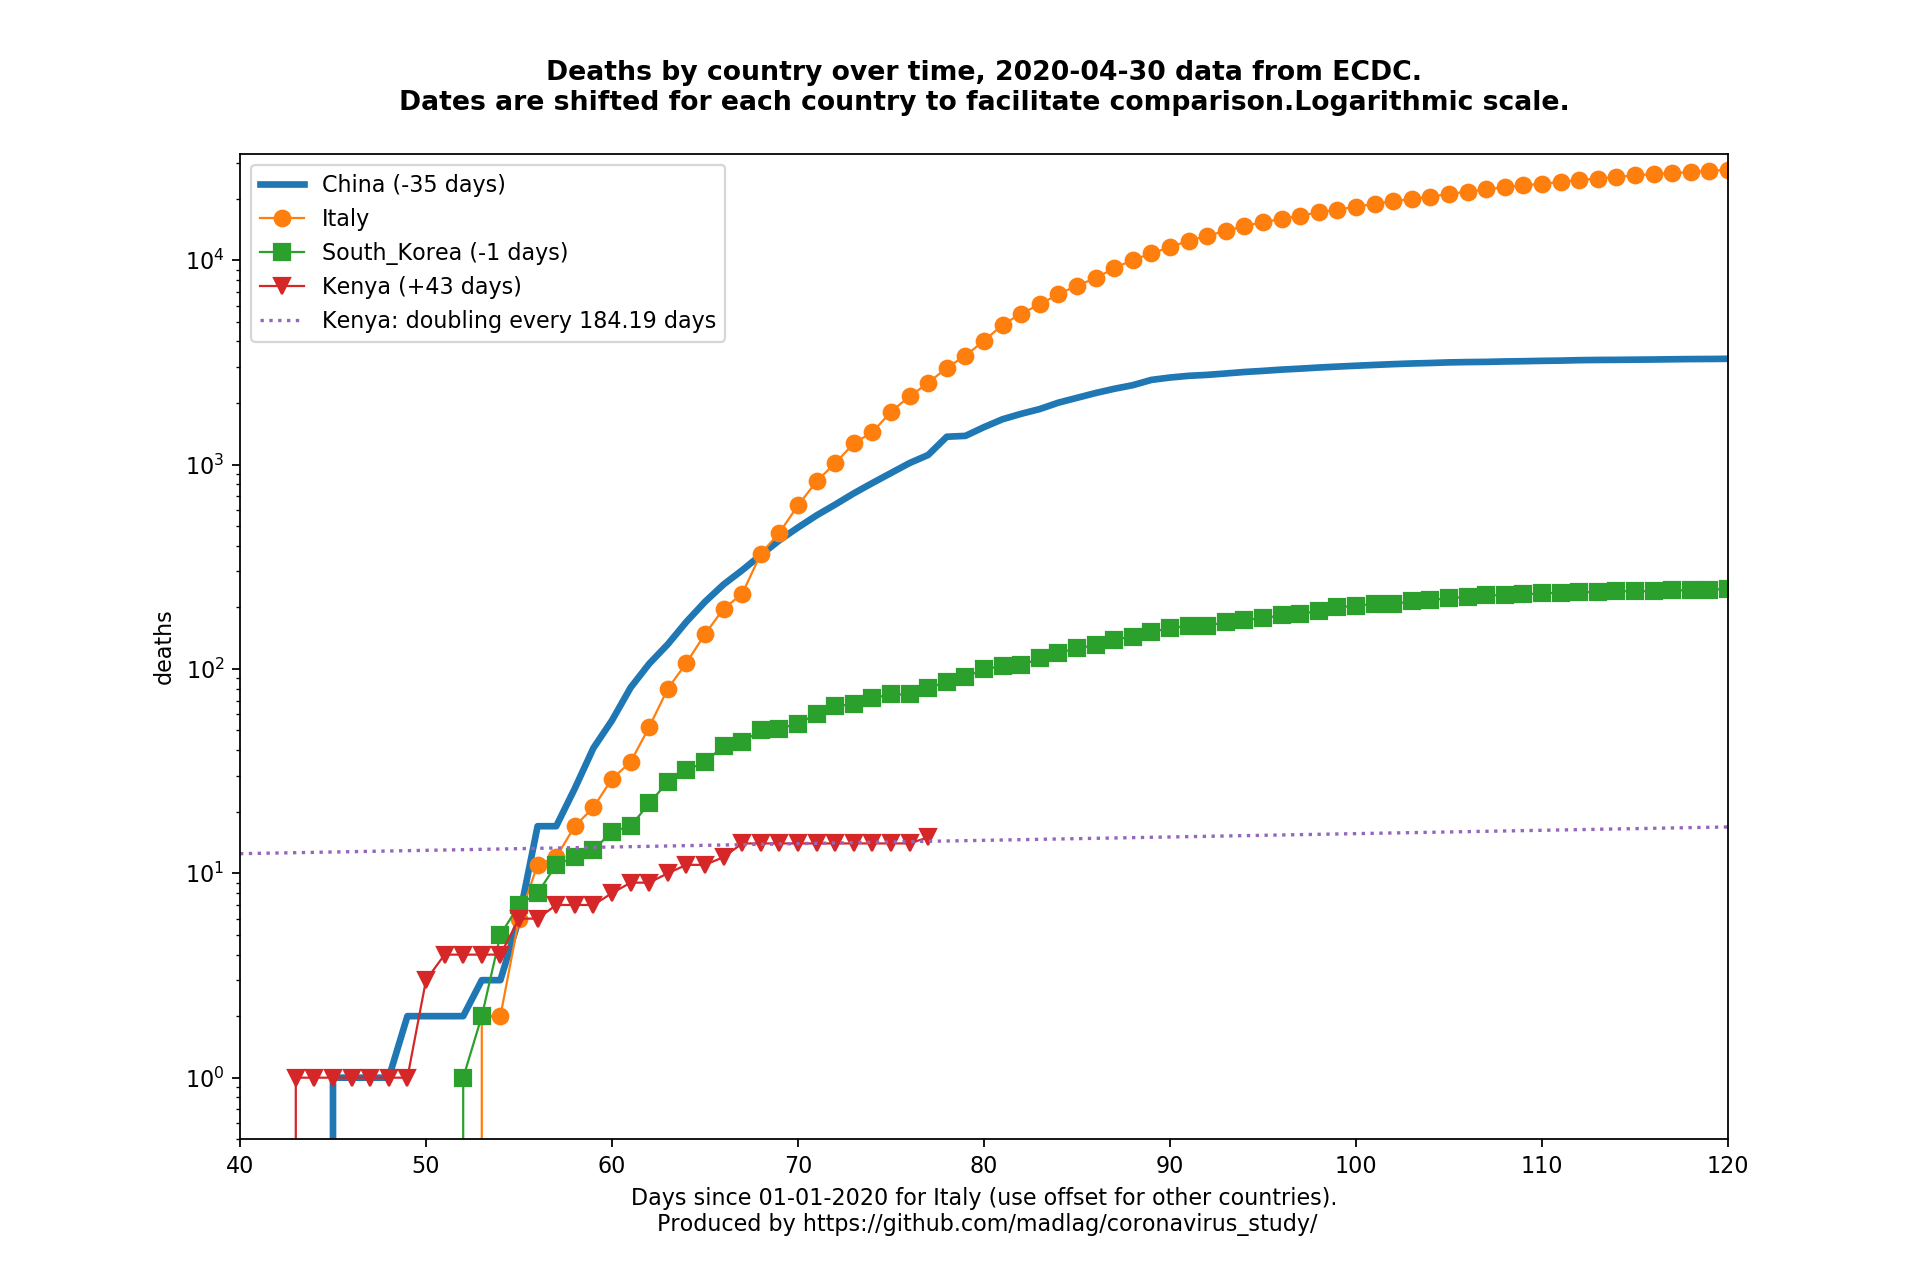 Deaths by country over time, 2020-04-30 data from ECDC.
Dates are shifted for each country to facilitate comparison.Logarithmic scale.
China (-35 days)
Italy
South_Korea (-1 days)
Kenya (+43 days)
Kenya: doubling every 184.19 days
deaths
10⁴
10³
10²
10¹
10⁰
40 50 60 70 80 90 100 110 120
Days since 01-01-2020 for Italy (use offset for other countries).
Produced by https://github.com/madlag/coronavirus_study/